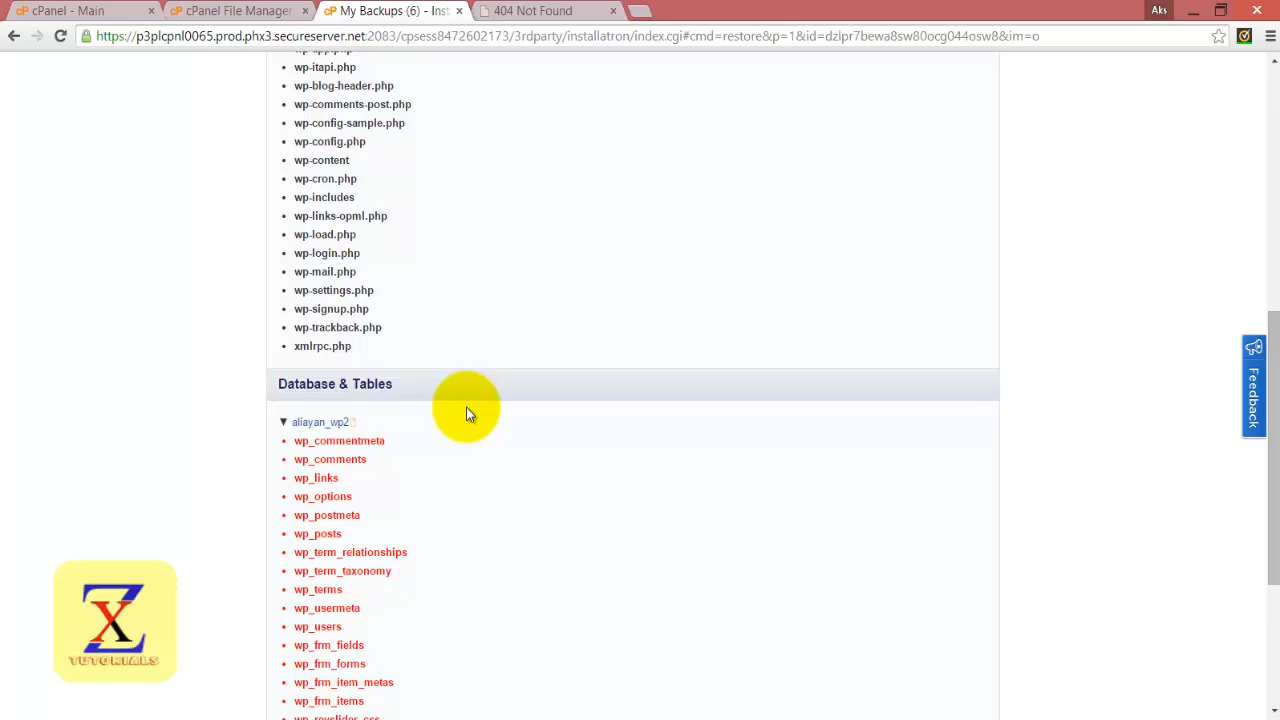 cPanel - Main
cPanel File Manager
My Backups (6) - Inst
404 Not Found
Aks
https://p3plcpnl0065.prod.phx3.secureserver.net:2083/cpsess8472602173/3rdparty/installatron/index.cgi#cmd=restore&p=1&id=dzlpr7bewa8sw80ocg044osw8&im=o
wp-itapi.php
wp-blog-header.php
wp-comments-post.php
wp-config-sample.php
wp-config.php
wp-content
wp-cron.php
wp-includes
wp-links-opml.php
wp-load.php
wp-login.php
wp-mail.php
wp-settings.php
wp-signup.php
wp-trackback.php
xmlrpc.php
Database & Tables
aliayan_wp2
wp_commentmeta
wp_comments
wp_links
wp_options
wp_postmeta
wp_posts
wp_term_relationships
wp_term_taxonomy
wp_terms
wp_usermeta
wp_users
wp_frm_fields
wp_frm_forms
wp_frm_item_metas
wp_frm_items
wp_revslider_css
Feedback
ZX
TUTORIALS